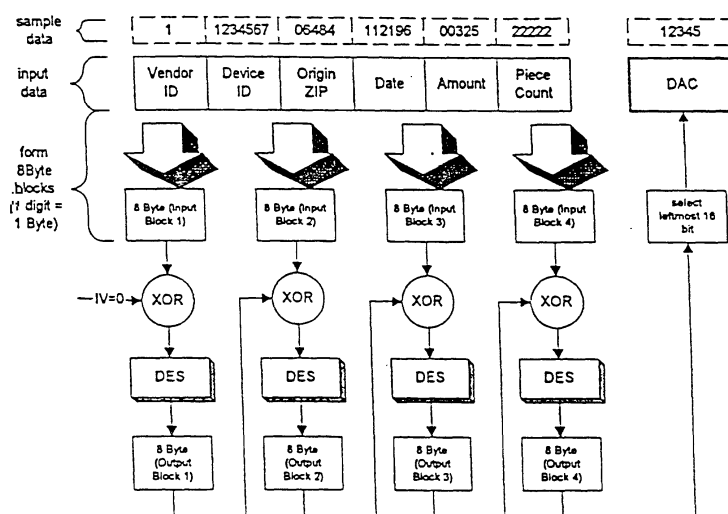 sample data
1 1234567 06484 112196 00325 22222 12345
input data
Vendor ID
Device ID
Origin ZIP
Date
Amount
Piece Count
DAC
form 8Byte blocks (1 digit = 1 Byte)
8 Byte (Input Block 1)
8 Byte (Input Block 2)
8 Byte (Input Block 3)
8 Byte (Input Block 4)
select leftmost 16 bit
IV=0
XOR
XOR
XOR
XOR
DES
DES
DES
DES
8 Byte (Output Block 1)
8 Byte (Output Block 2)
8 Byte (Output Block 3)
8 Byte (Output Block 4)